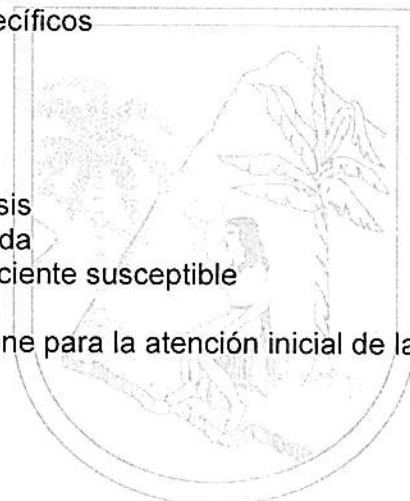 ecíficos
sis
da
ciente susceptible
ne para la atención inicial de la